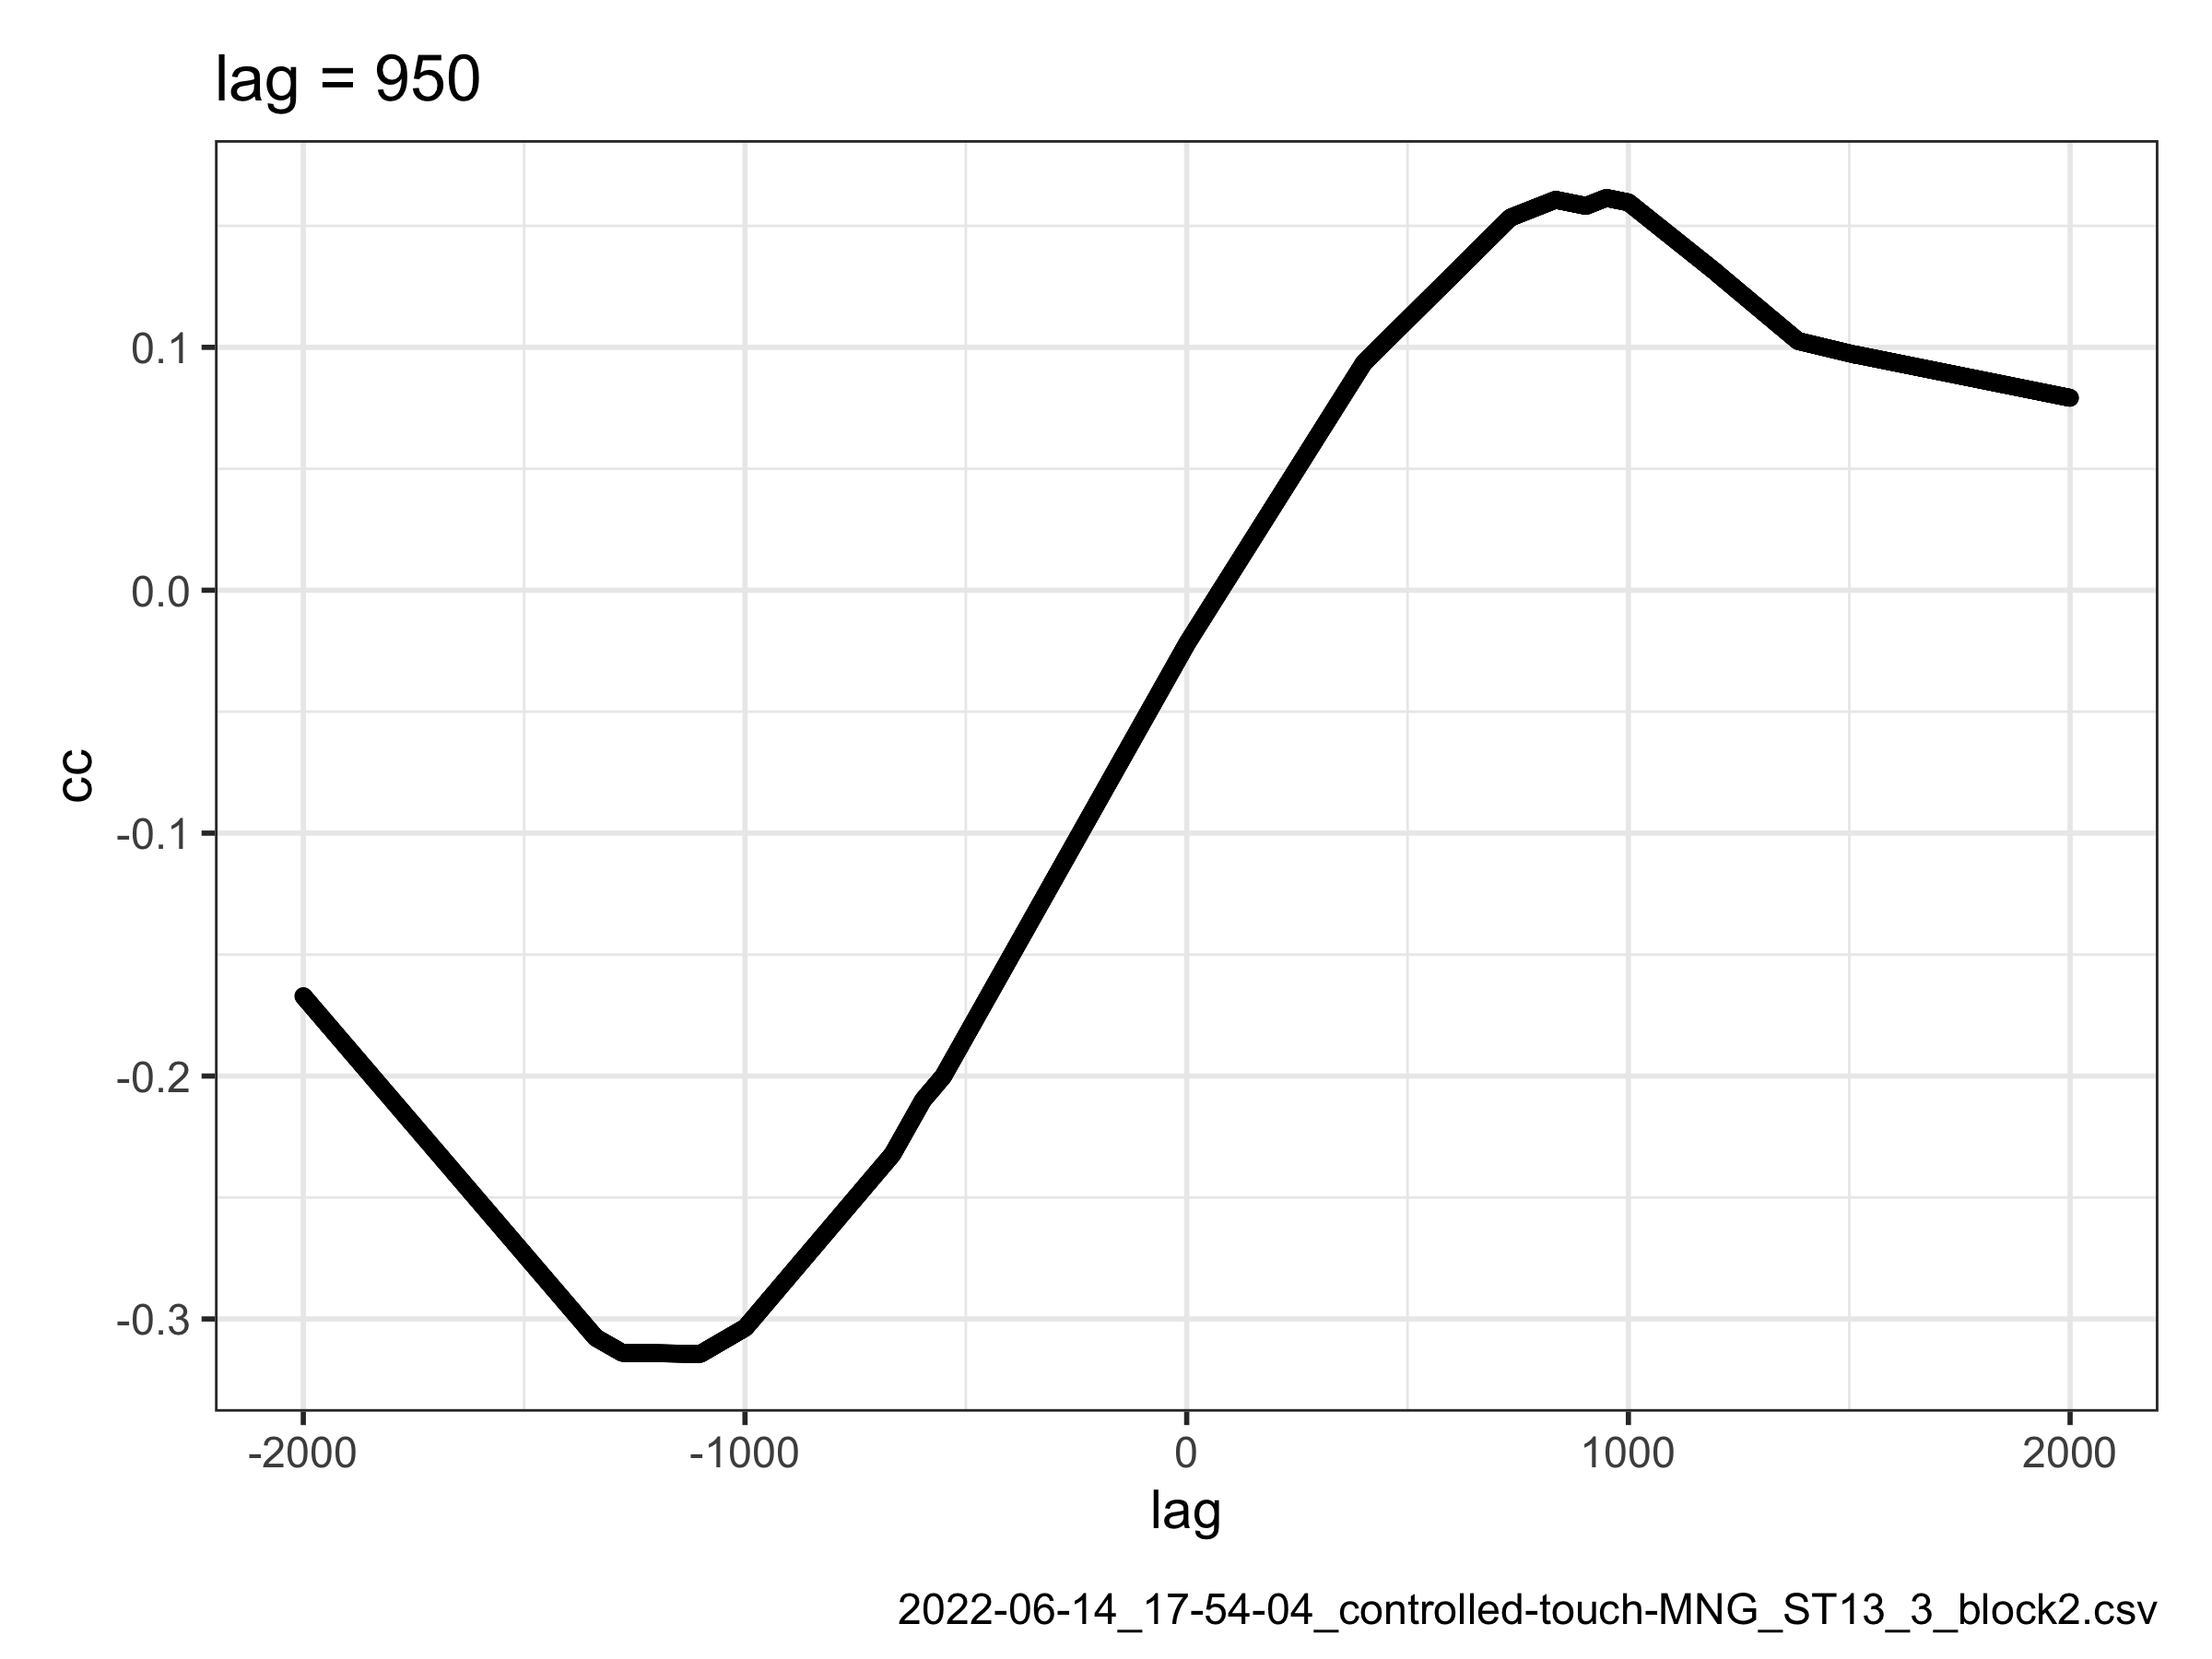 lag = 950
cc
0.1
0.0
-0.1
-0.2
-0.3
-2000 -1000 0 1000 2000
lag
2022-06-14_17-54-04_controlled-touch-MNG_ST13_3_block2.csv